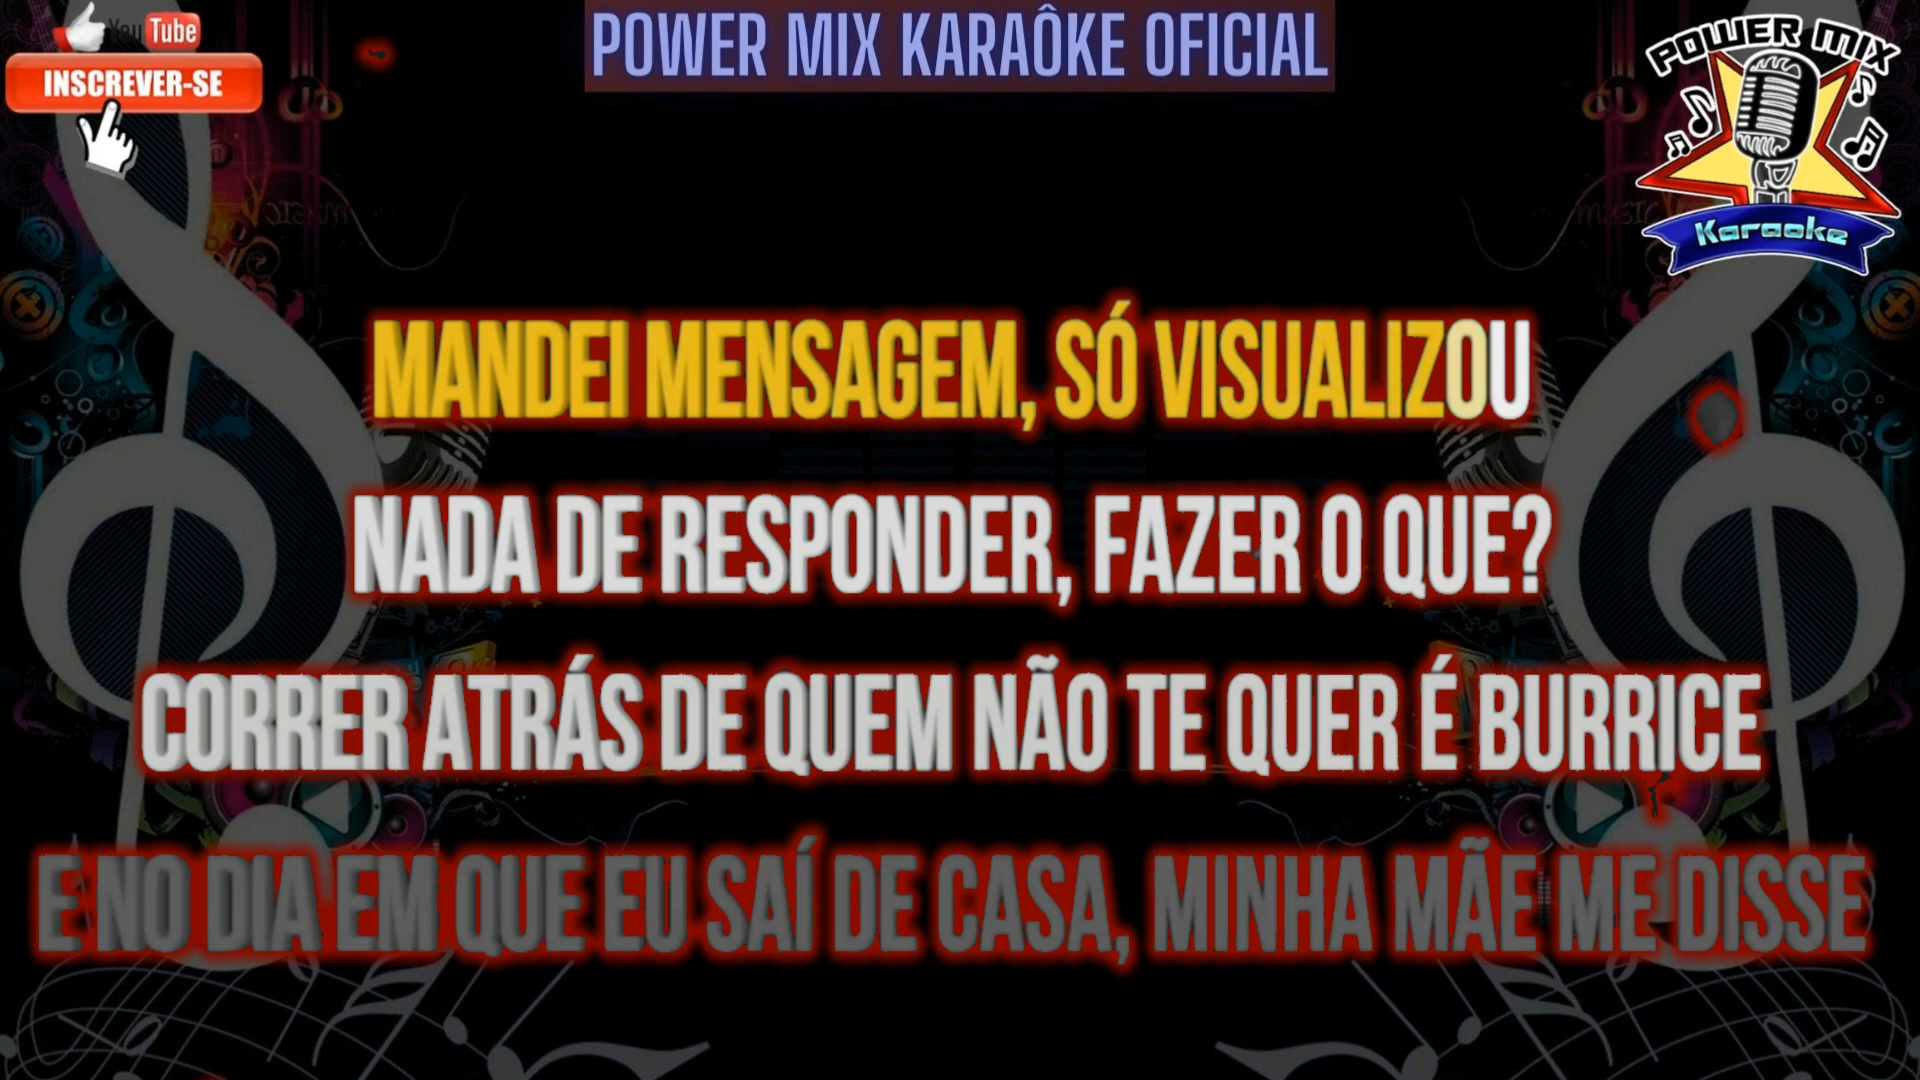 YouTube
INSCREVER-SE
POWER MIX KARAÔKE OFICIAL
POWER MIX
Karaoke
MANDEI MENSAGEM, SÓ VISUALIZOU
NADA DE RESPONDER, FAZER O QUE?
CORRER ATRÁS DE QUEM NÃO TE QUER É BURRICE
E NO DIA EM QUE EU SAÍ DE CASA, MINHA MÃE ME DISSE